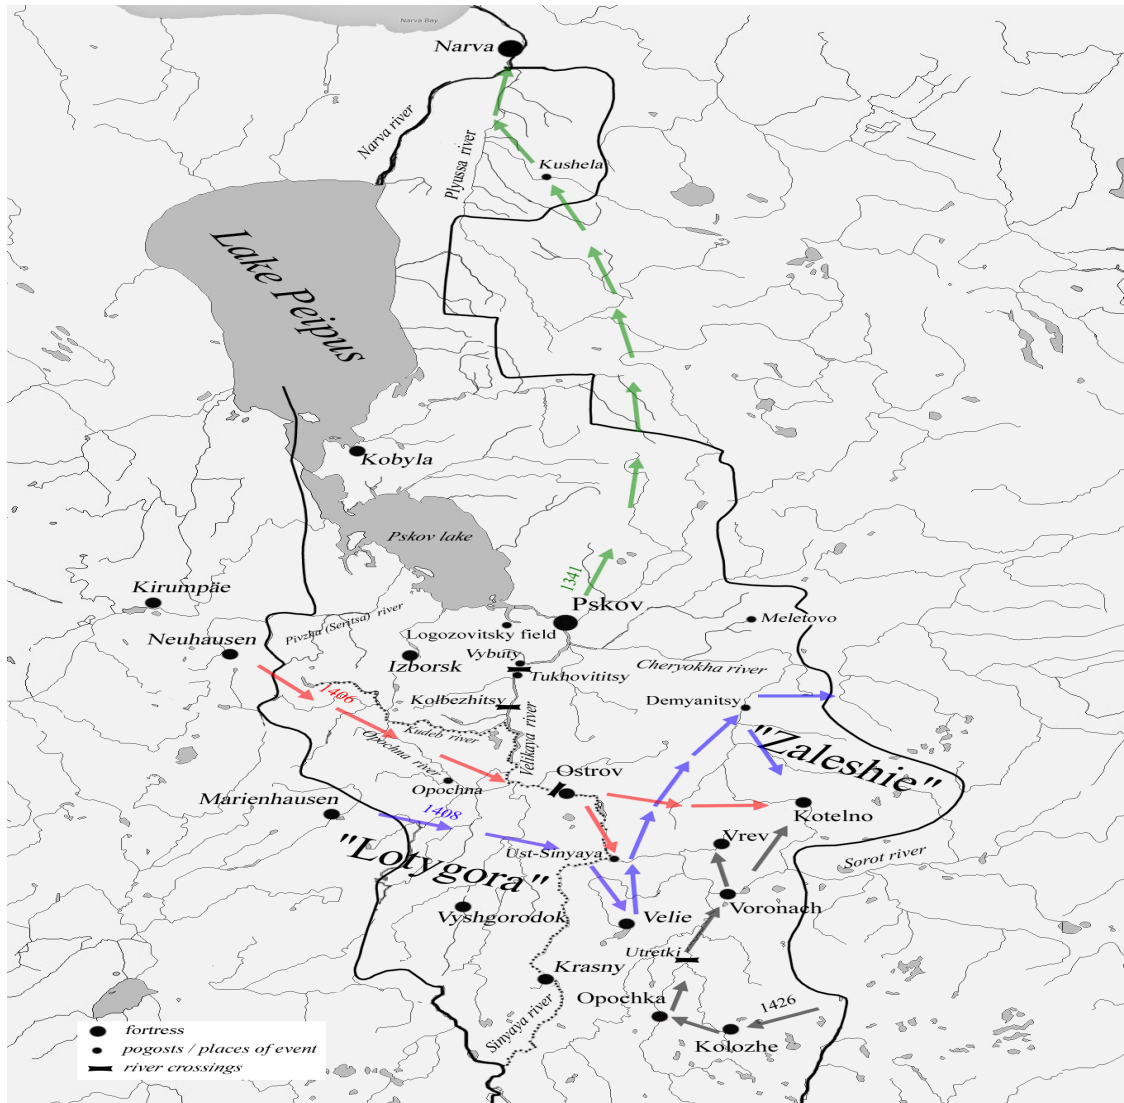 Narva Bay
Narva
Narva river
Plyussa river
Kushela
Lake Peipus
Kobyla
Pskov lake
1341
Kirumpäe
Pskov
Meletovo
Pivzha (Seritsa) river
Logozovitsky field
Neuhausen
Izborsk
Vybuty
Tukhovititsy
Cheryokha river
1406
Kolbezhitsy
Demyanitsy
Kudeb river
Velikaya river
Opochna river
"Zaleshie"
Ostrov
Opochna
Marienhausen
1408
Kotelno
Vrev
"Lotygora"
Ust-Sinyaya
Sorot river
Vyshgorodok
Velie
Voronach
Utretki
Krasny
Opochka
1426
Sinyaya river
Kolozhe
fortress
pogosts / places of event
river crossings